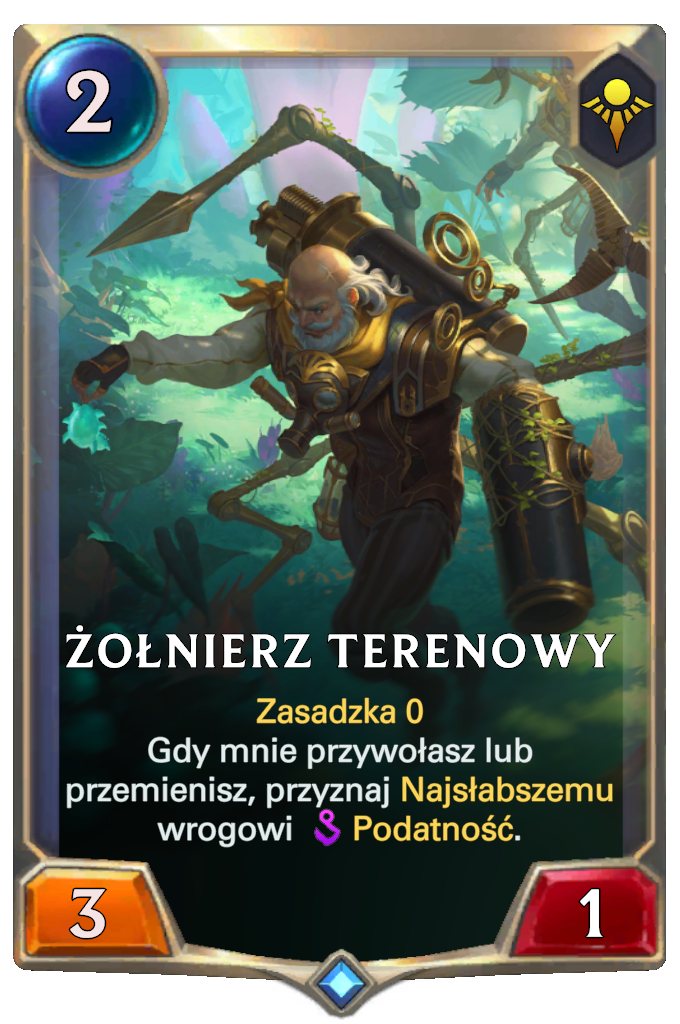 2
ŻOŁNIERZ TERENOWY
Zasadzka 0
Gdy mnie przywołasz lub
przemienisz, przyznaj Najsłabszemu
wrogowi Podatność.
3
1